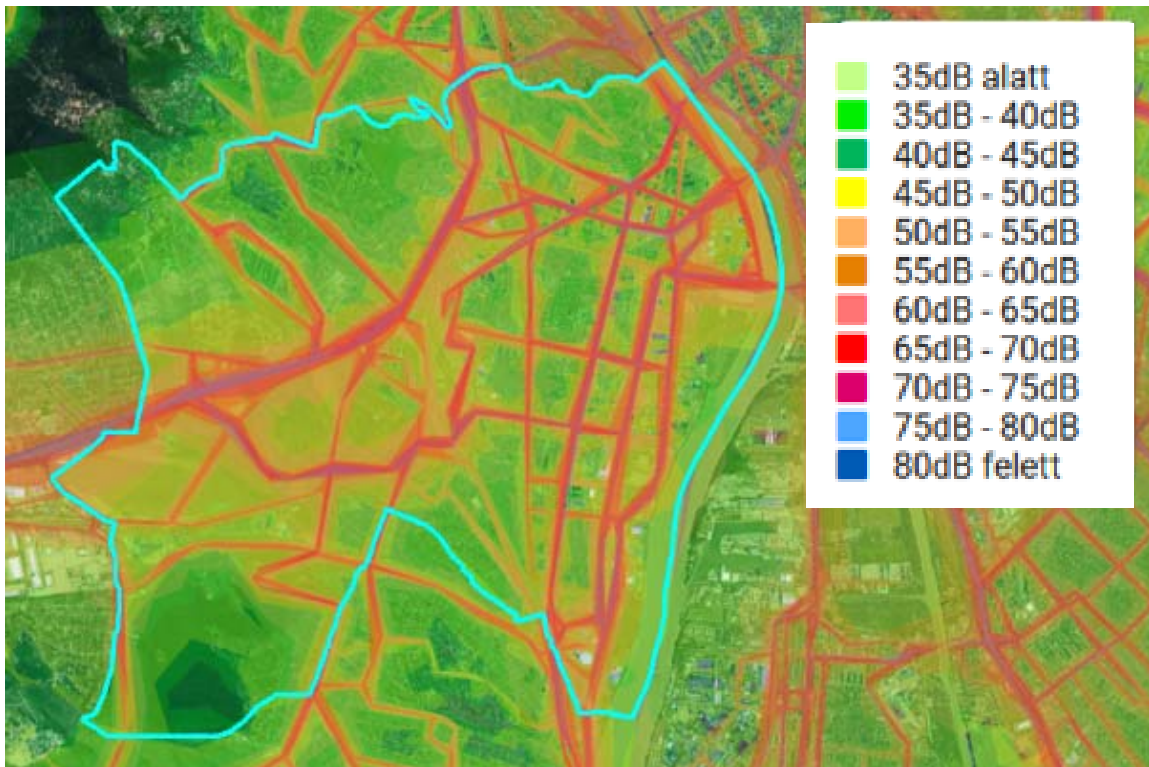 35dB alatt
35dB - 40dB
40dB - 45dB
45dB - 50dB
50dB - 55dB
55dB - 60dB
60dB - 65dB
65dB - 70dB
70dB - 75dB
75dB - 80dB
80dB felett